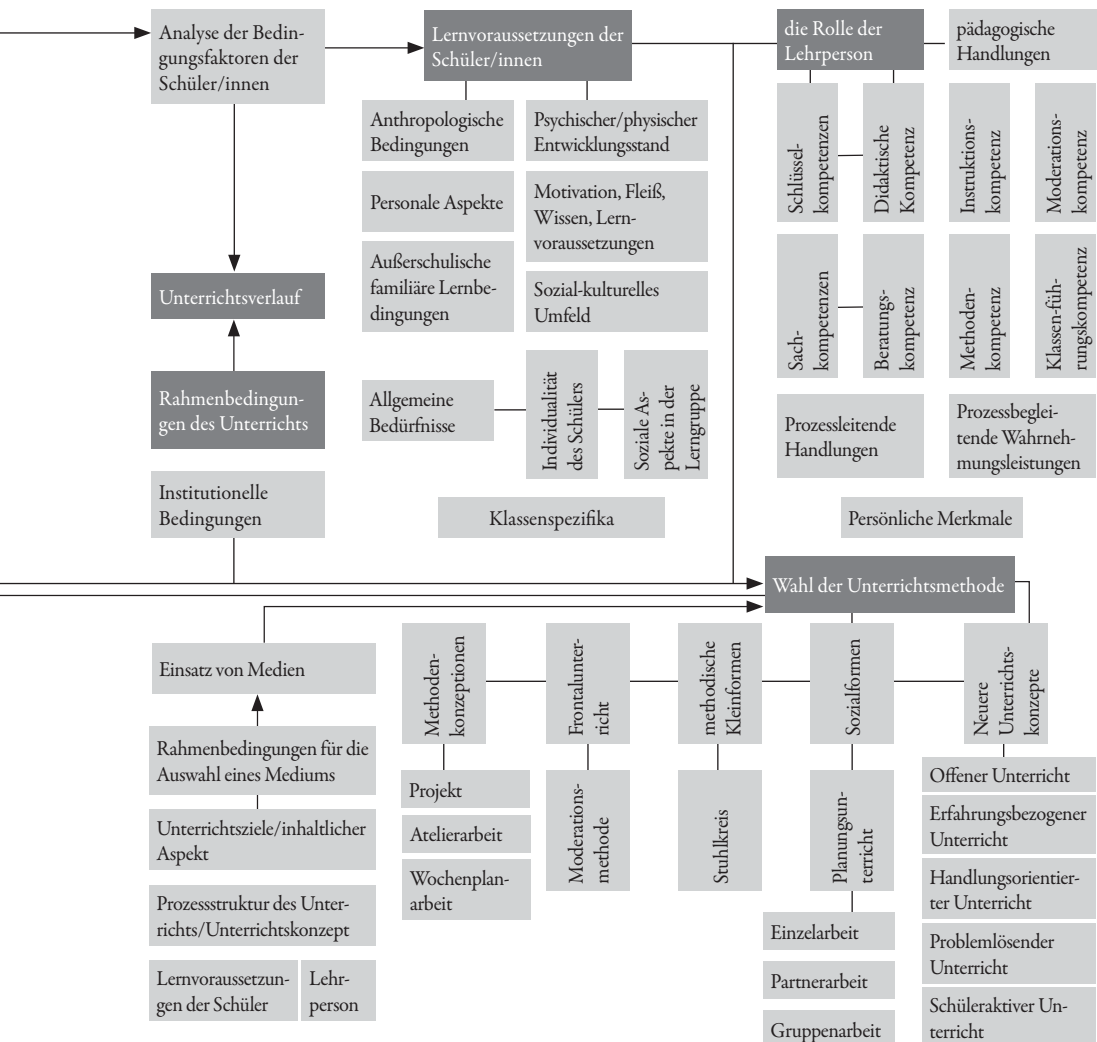 Analyse der Bedin-
gungsfaktoren der
Schüler/innen
Lernvoraussetzungen der
Schüler/innen
die Rolle der
Lehrperson
pädagogische
Handlungen
Anthropologische
Bedingungen
Psychischer/physischer
Entwicklungsstand
Personale Aspekte
Motivation, Fleiß,
Wissen, Lern-
voraussetzungen
Außerschulische
familiäre Lernbe-
dingungen
Sozial-kulturelles
Umfeld
Schlüssel-
kompetenzen
Didaktische
Kompetenz
Instruktions-
kompetenz
Moderations-
kompetenz
Sach-
kompetenzen
Beratungs-
kompetenz
Methoden-
kompetenz
Klassen-füh-
rungskompetenz
Unterrichtsverlauf
Rahmenbedingun-
gen des Unterrichts
Institutionelle
Bedingungen
Allgemeine
Bedürfnisse
Individualität
des Schülers
Soziale As-
pekte in der
Lerngruppe
Klassenspezifika
Prozessleitende
Handlungen
Prozessbeglei-
tende Wahrneh-
mungsleistungen
Persönliche Merkmale
Wahl der Unterrichtsmethode
Einsatz von Medien
Rahmenbedingungen für die
Auswahl eines Mediums
Unterrichtsziele/inhaltlicher
Aspekt
Prozessstruktur des Unter-
richts/Unterrichtskonzept
Lernvoraussetzun-
gen der Schüler
Lehr-
person
Methoden-
konzeptionen
Frontalunter-
richt
methodische
Kleinformen
Sozialformen
Neuere
Unterrichts-
konzepte
Projekt
Atelierarbeit
Wochenplan-
arbeit
Moderations-
methode
Stuhlkreis
Planungsun-
terricht
Einzelarbeit
Partnerarbeit
Gruppenarbeit
Offener Unterricht
Erfahrungsbezogener
Unterricht
Handlungsorientier-
ter Unterricht
Problemlösender
Unterricht
Schüleraktiver Un-
terricht